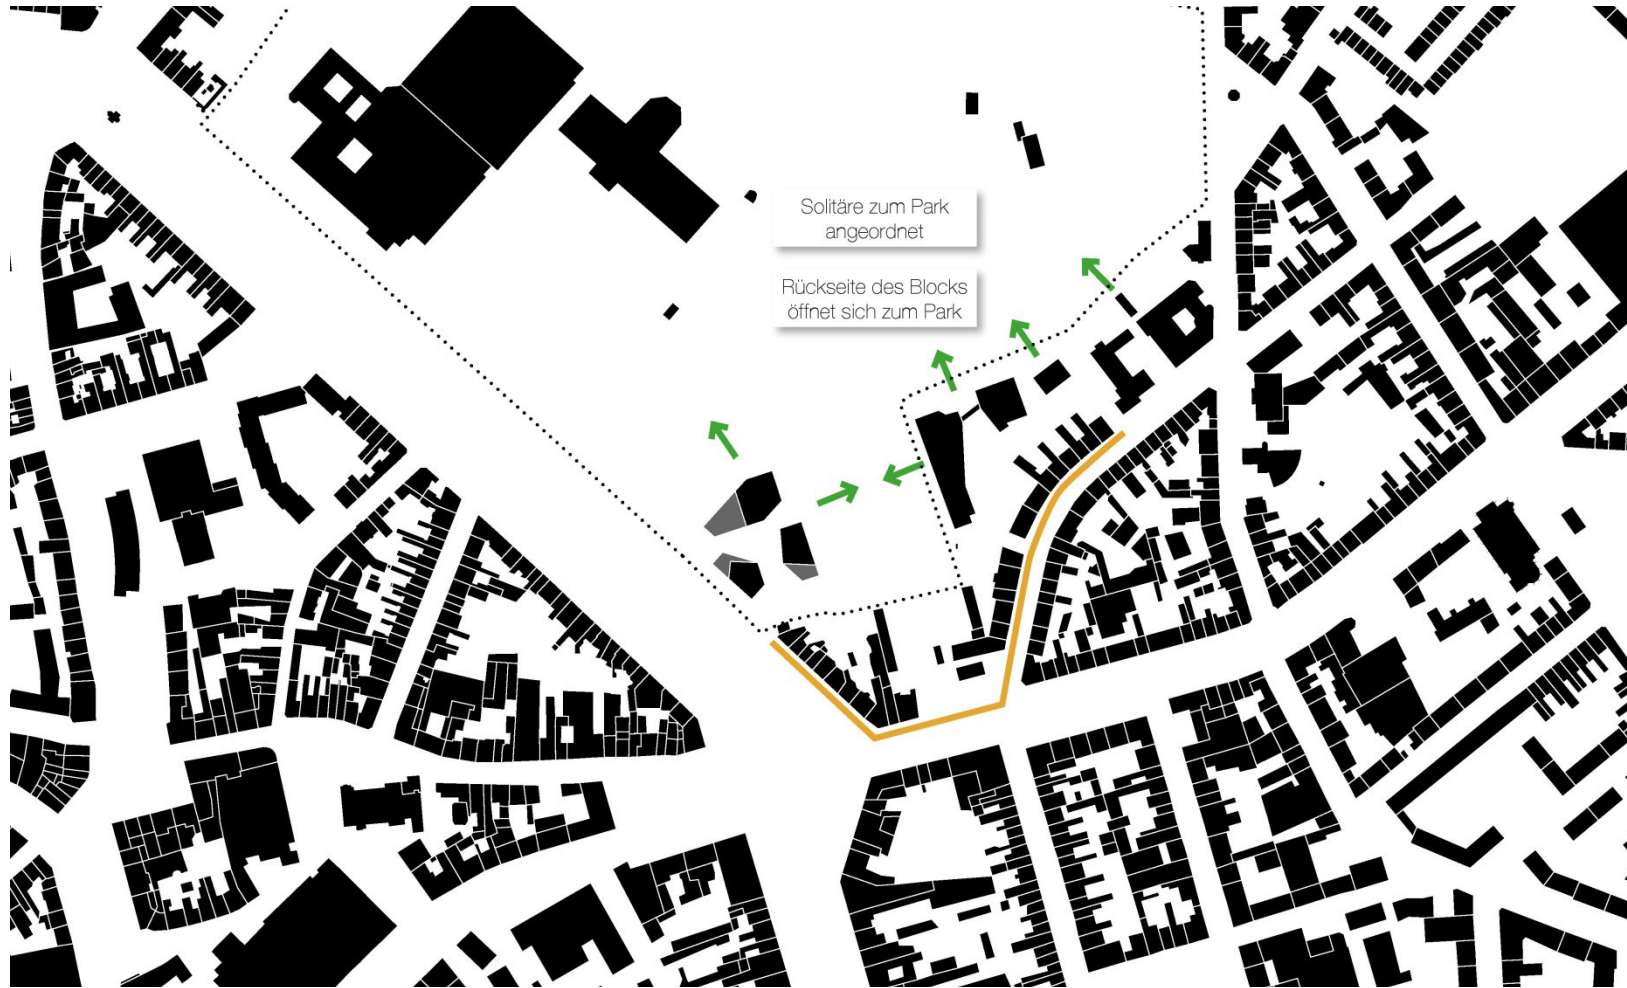 Solitäre zum Park
angeordnet
Rückseite des Blocks
öffnet sich zum Park